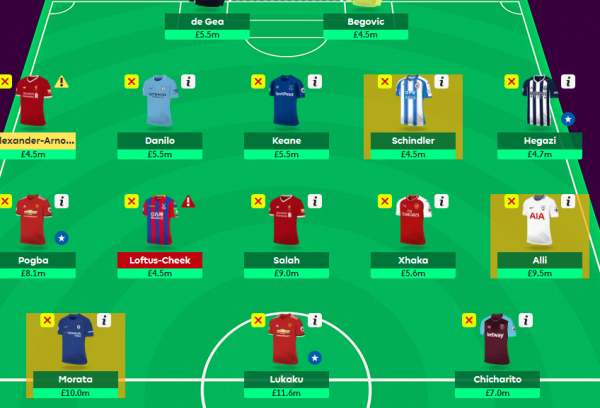 de Gea Begovic
£5.5m £4.5m
lexander-Arno... Danilo Keane Schindler Hegazi
£4.5m £5.5m £5.5m £4.5m £4.7m
Pogba Loftus-Cheek Salah Xhaka Alli
£8.1m £4.5m £9.0m £5.6m £9.5m
AIA
Morata Lukaku Chicharito
£10.0m £11.6m £7.0m
betway